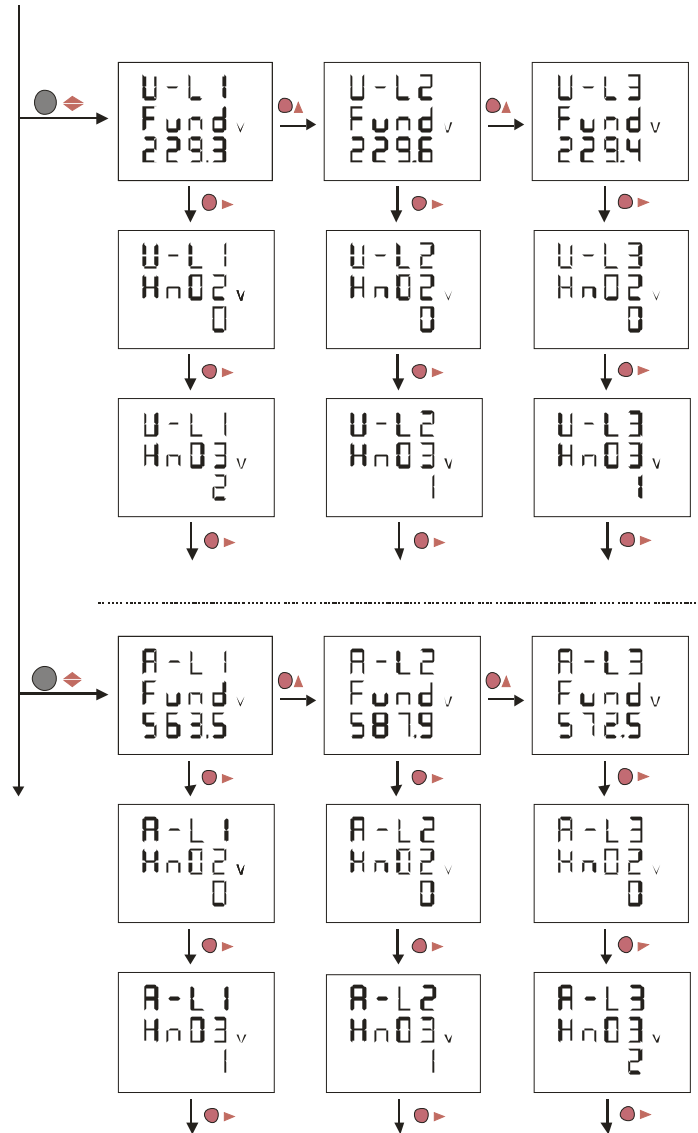 U-L1
Fund v
229.3
U-L2
Fund v
229.6
U-L3
Fund v
229.4
U-L1
Hn02 v
0
U-L2
Hn02 v
0
U-L3
Hn02 v
0
U-L1
Hn03 v
2
U-L2
Hn03 v
1
U-L3
Hn03 v
1
A-L1
Fund v
563.5
A-L2
Fund v
587.9
A-L3
Fund v
572.5
A-L1
Hn02 v
0
A-L2
Hn02 v
0
A-L3
Hn02 v
0
A-L1
Hn03 v
1
A-L2
Hn03 v
1
A-L3
Hn03 v
2